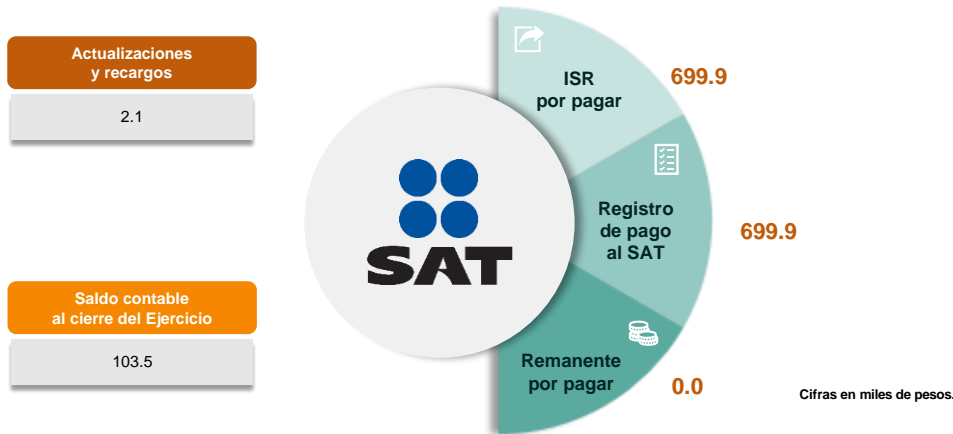 Actualizaciones
y recargos
2.1
Saldo contable
al cierre del Ejercicio
103.5
SAT
ISR
por pagar
699.9
Registro
de pago
al SAT
699.9
Remanente
por pagar
0.0
Cifras en miles de pesos.